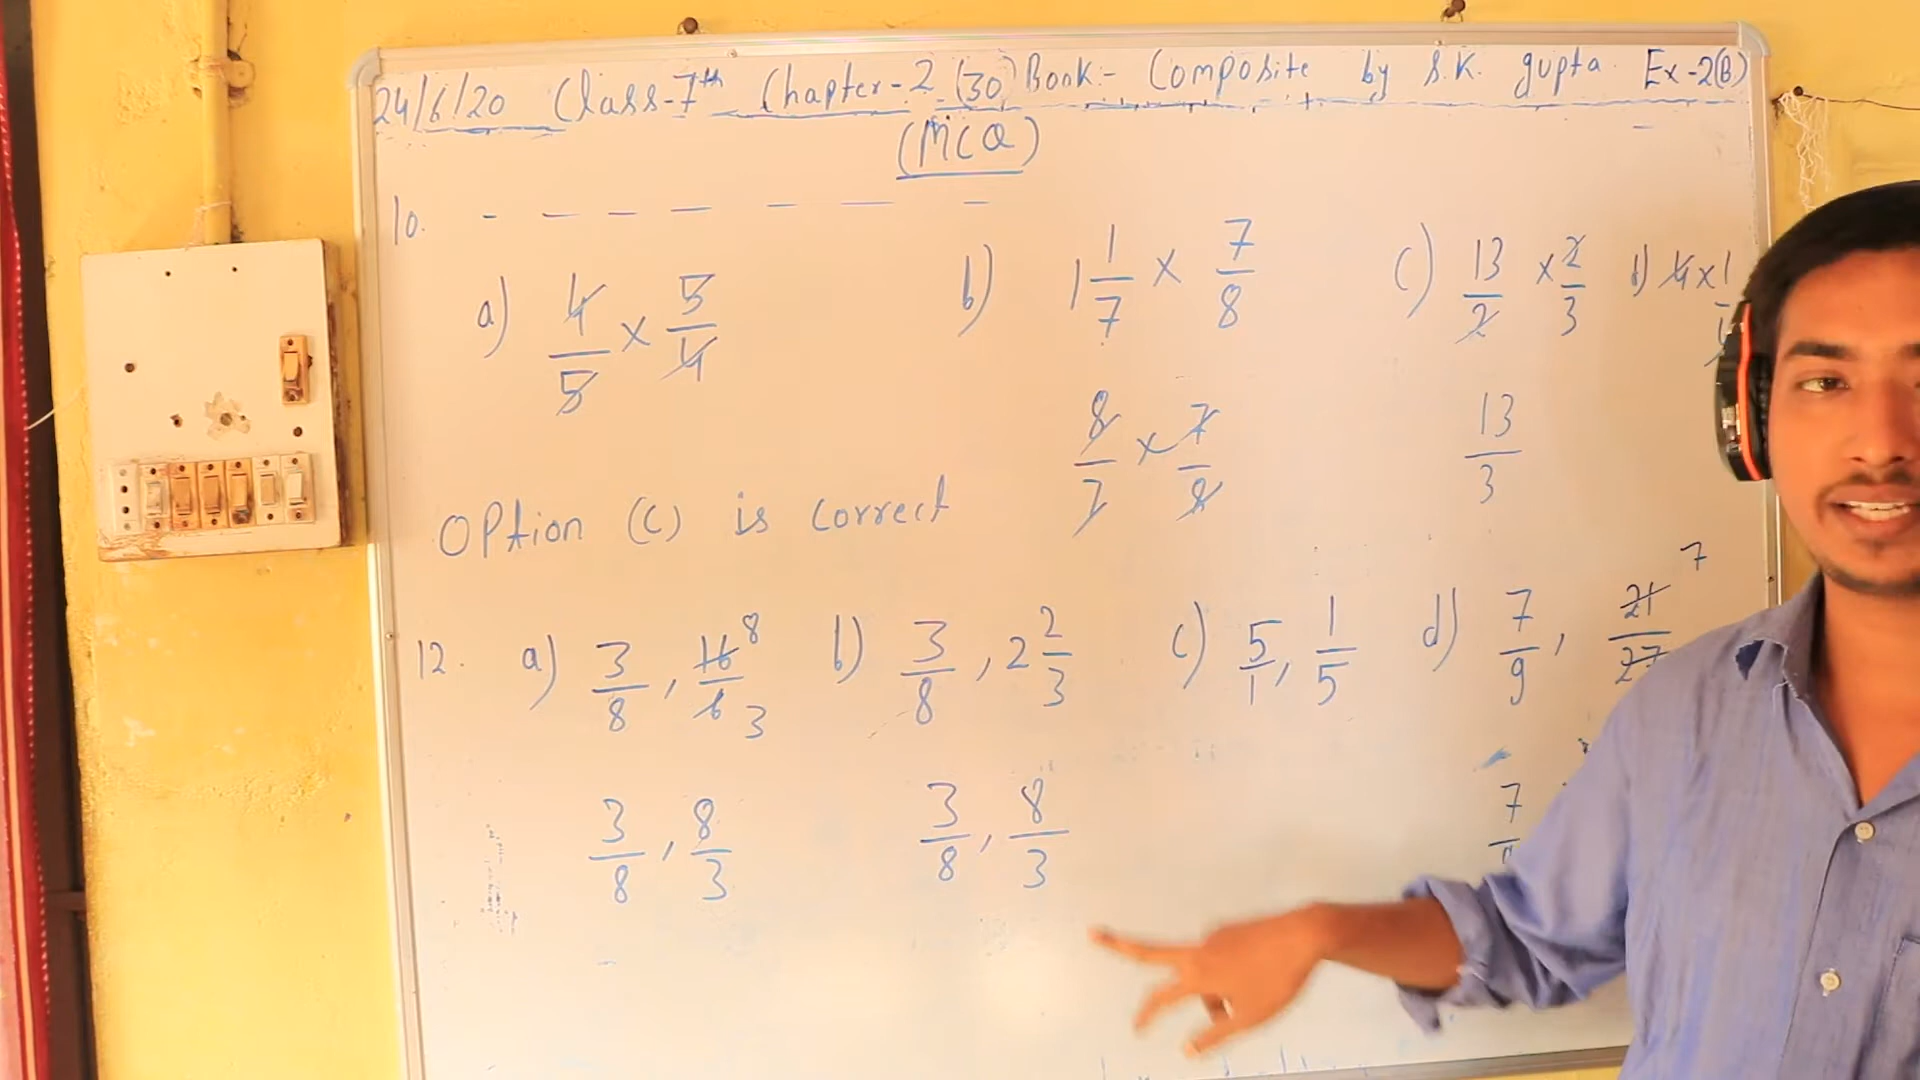 24/6/20 Class-7th Chapter-2 (30) Book:- Composite by S.K. gupta Ex-2(B)
(MCQ)
10. - - - - - - -
a) 4/5 × 5/4 b) 1 1/7 × 7/8 c) 13/2 × 2/3 d) 4 × 1/4
8/7 × 7/8 13/3
Option (c) is correct
12. a) 3/8, 16/6 8 3 b) 3/8, 2 2/3 c) 5/1, 1/5 d) 7/9, 21/27 7
3/8, 8/3 3/8, 8/3 7